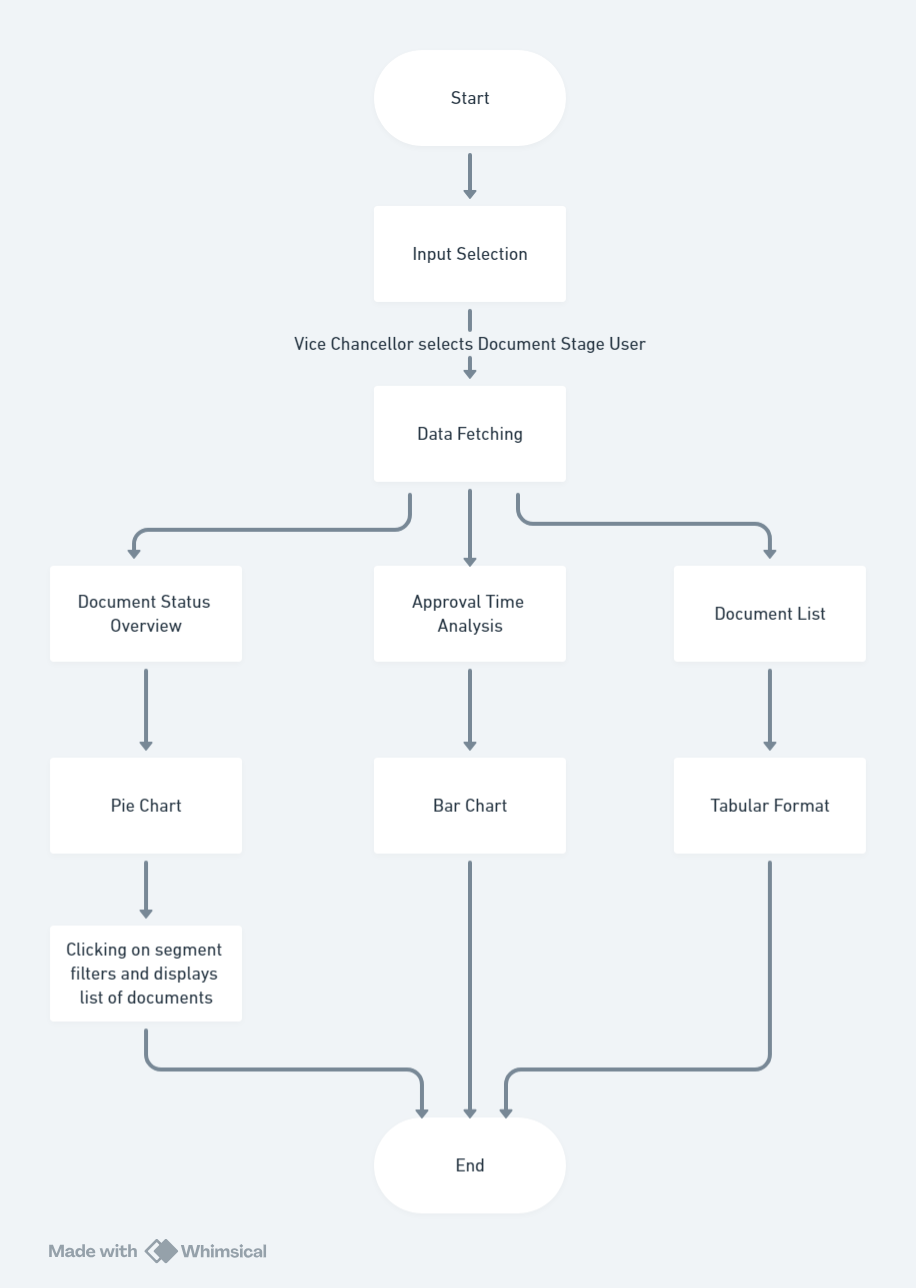 Start
Input Selection
Vice Chancellor selects Document Stage User
Data Fetching
Document Status
Overview
Approval Time
Analysis
Document List
Pie Chart
Bar Chart
Tabular Format
Clicking on segment
filters and displays
list of documents
End
Made with Whimsical